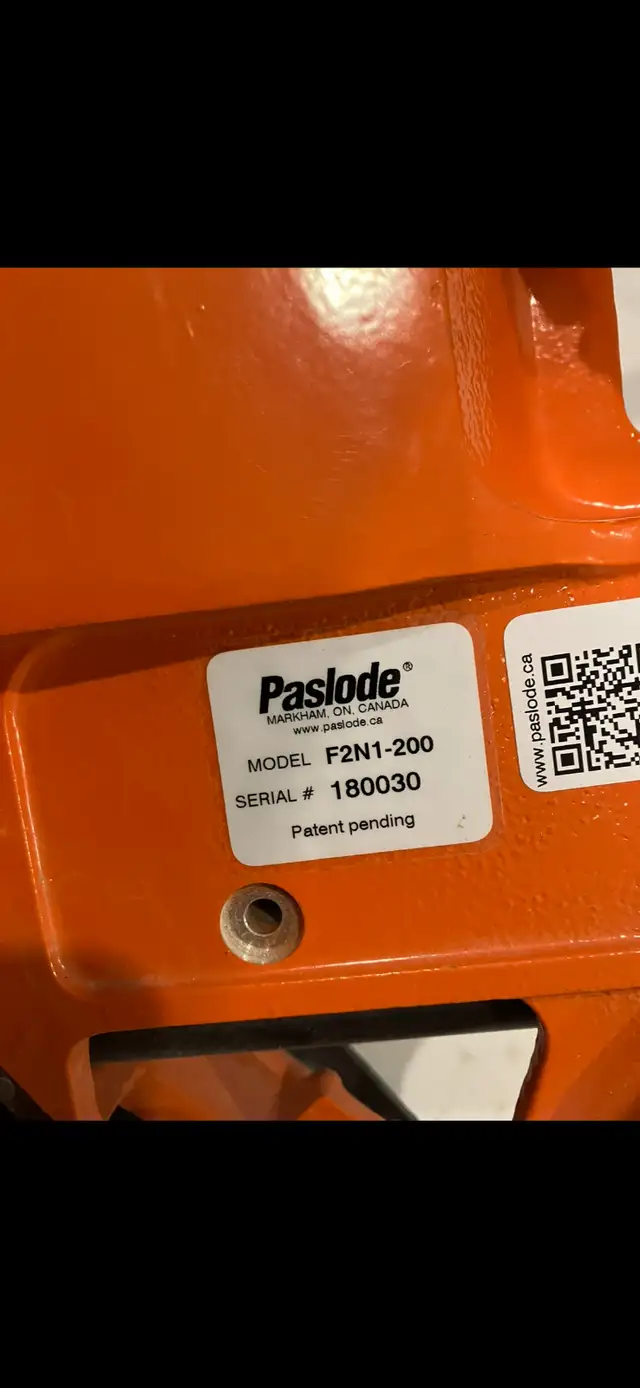 Paslode®
MARKHAM, ON, CANADA
www.paslode.ca
MODEL F2N1-200
SERIAL # 180030
Patent pending
www.paslode.ca